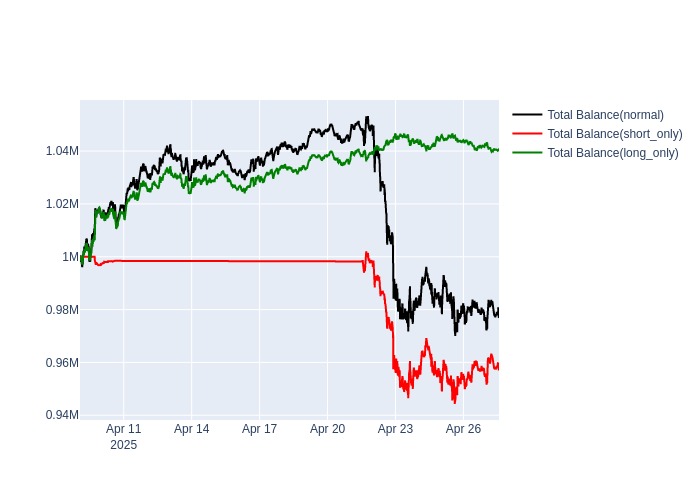 Total Balance(normal)
Total Balance(short_only)
Total Balance(long_only)
1.04M
1.02M
1M
0.98M
0.96M
0.94M
Apr 11
2025
Apr 14
Apr 17
Apr 20
Apr 23
Apr 26